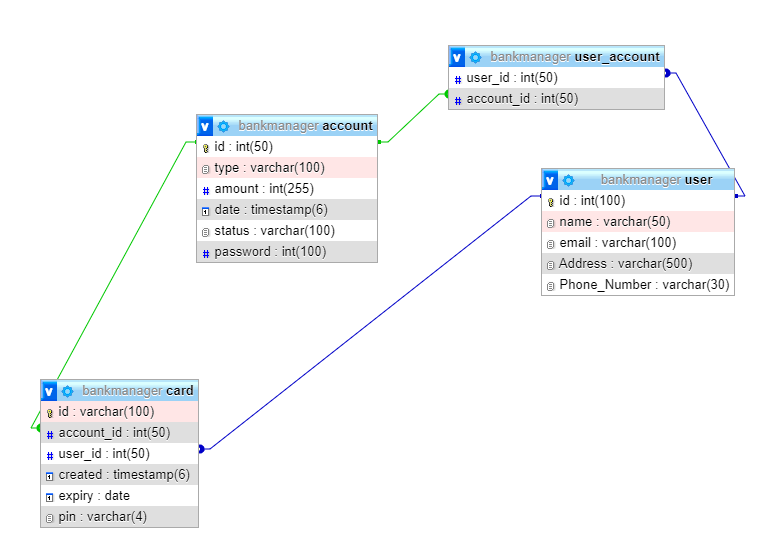 bankmanager user_account
user_id : int(50)
account_id : int(50)
bankmanager account
id : int(50)
type : varchar(100)
amount : int(255)
date : timestamp(6)
status : varchar(100)
password : int(100)
bankmanager user
id : int(100)
name : varchar(50)
email : varchar(100)
Address : varchar(500)
Phone_Number : varchar(30)
bankmanager card
id : varchar(100)
account_id : int(50)
user_id : int(50)
created : timestamp(6)
expiry : date
pin : varchar(4)